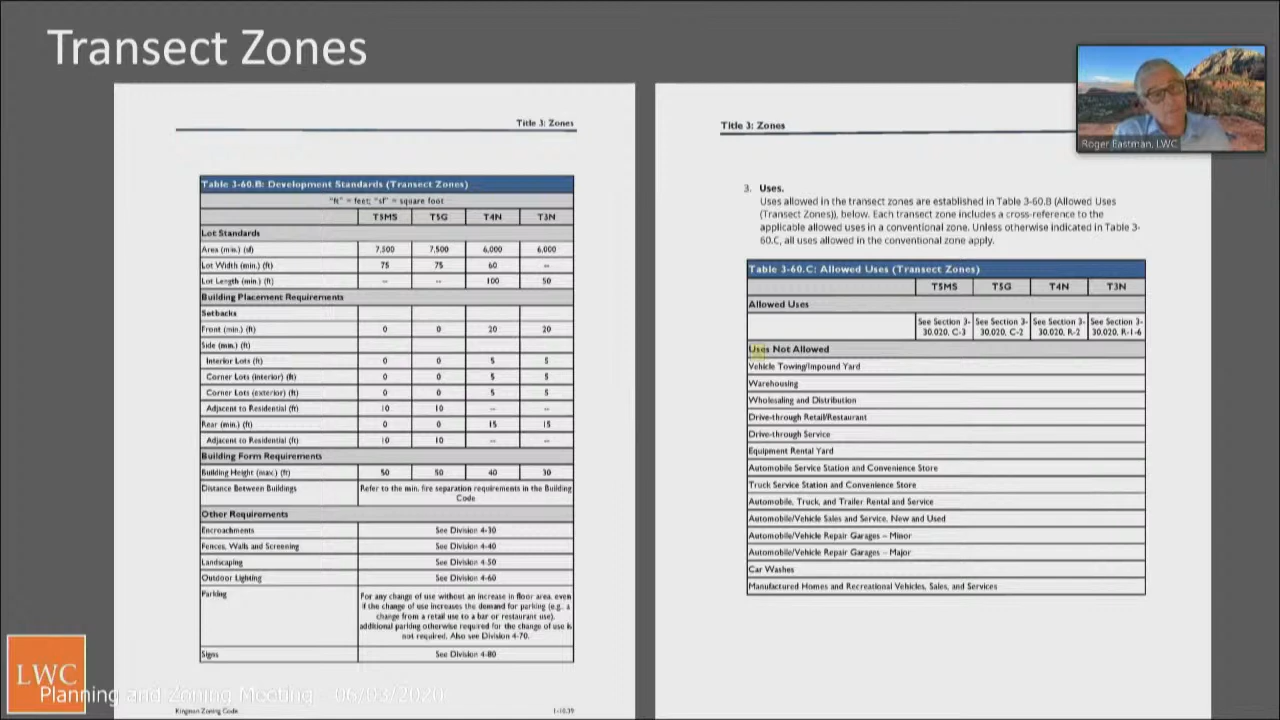 Transect Zones
Title 3: Zones
Table 3-60.B: Development Standards (Transect Zones)
"ft" = feet; "sf" = square foot
T5MS T5G T4N T3N
Lot Standards
Area (min.) (sf) 7,500 7,500 6,000 6,000
Lot Width (min.) (ft) 75 75 60 --
Lot Length (min.) (ft) -- -- 100 50
Building Placement Requirements
Setbacks
Front (min.) (ft) 0 0 20 20
Side (min.) (ft)
Interior Lots (ft) 0 0 5 5
Corner Lots (interior) (ft) 0 0 5 5
Corner Lots (exterior) (ft) 0 0 5 5
Adjacent to Residential (ft) 10 10 -- --
Rear (min.) (ft) 0 0 15 15
Adjacent to Residential (ft) 10 10 -- --
Building Form Requirements
Building Height (max.) (ft) 50 50 40 30
Distance Between Buildings Refer to the min. fire separation requirements in the Building
Code
Other Requirements
Encroachments See Division 4-30
Fences, Walls and Screening See Division 4-40
Landscaping See Division 4-50
Outdoor Lighting See Division 4-60
Parking For any change of use without an increase in floor area, even
if the change of use increases the demand for parking (e.g., a
change from a retail use to a bar or restaurant use),
additional parking otherwise required for the change of use is
not required. Also see Division 4-70.
Signs See Division 4-80
Kingman Zoning Code
Title 3: Zones
3. Uses.
Uses allowed in the transect zones are established in Table 3-60.B (Allowed Uses
(Transect Zones)), below. Each transect zone includes a cross-reference to the
applicable allowed uses in a conventional zone. Unless otherwise indicated in Table 3-
60.C, all uses allowed in the conventional zone apply.
Table 3-60.C: Allowed Uses (Transect Zones)
T5MS T5G T4N T3N
Allowed Uses
See Section 3- See Section 3- See Section 3- See Section 3-
30.020, C-3 30.020, C-2 30.020, R-2 30.020, R-1-6
Uses Not Allowed
Vehicle Towing/Impound Yard
Warehousing
Wholesaling and Distribution
Drive-through Retail/Restaurant
Drive-through Service
Equipment Rental Yard
Automobile Service Station and Convenience Store
Truck Service Station and Convenience Store
Automobile, Truck, and Trailer Rental and Service
Automobile/Vehicle Sales and Service, New and Used
Automobile/Vehicle Repair Garages – Minor
Automobile/Vehicle Repair Garages – Major
Car Washes
Manufactured Homes and Recreational Vehicles, Sales, and Services
Roger Eastman, LWC
LWC
Planning and Zoning Meeting - 06/03/2020